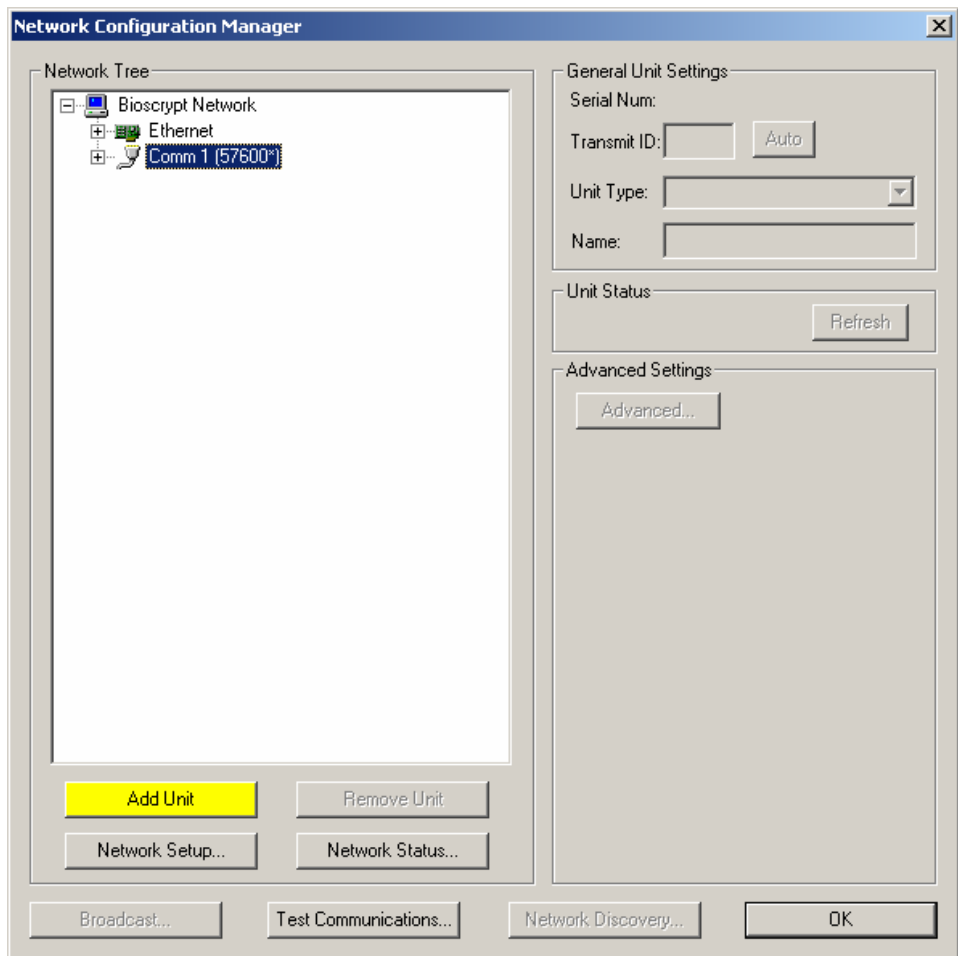 Network Configuration Manager
Network Tree
Bioscrypt Network
Ethernet
Comm 1 (57600*)
Add Unit
Remove Unit
Network Setup...
Network Status...
General Unit Settings
Serial Num:
Transmit ID:
Auto
Unit Type:
Name:
Unit Status
Refresh
Advanced Settings
Advanced...
Broadcast...
Test Communications...
Network Discovery...
OK